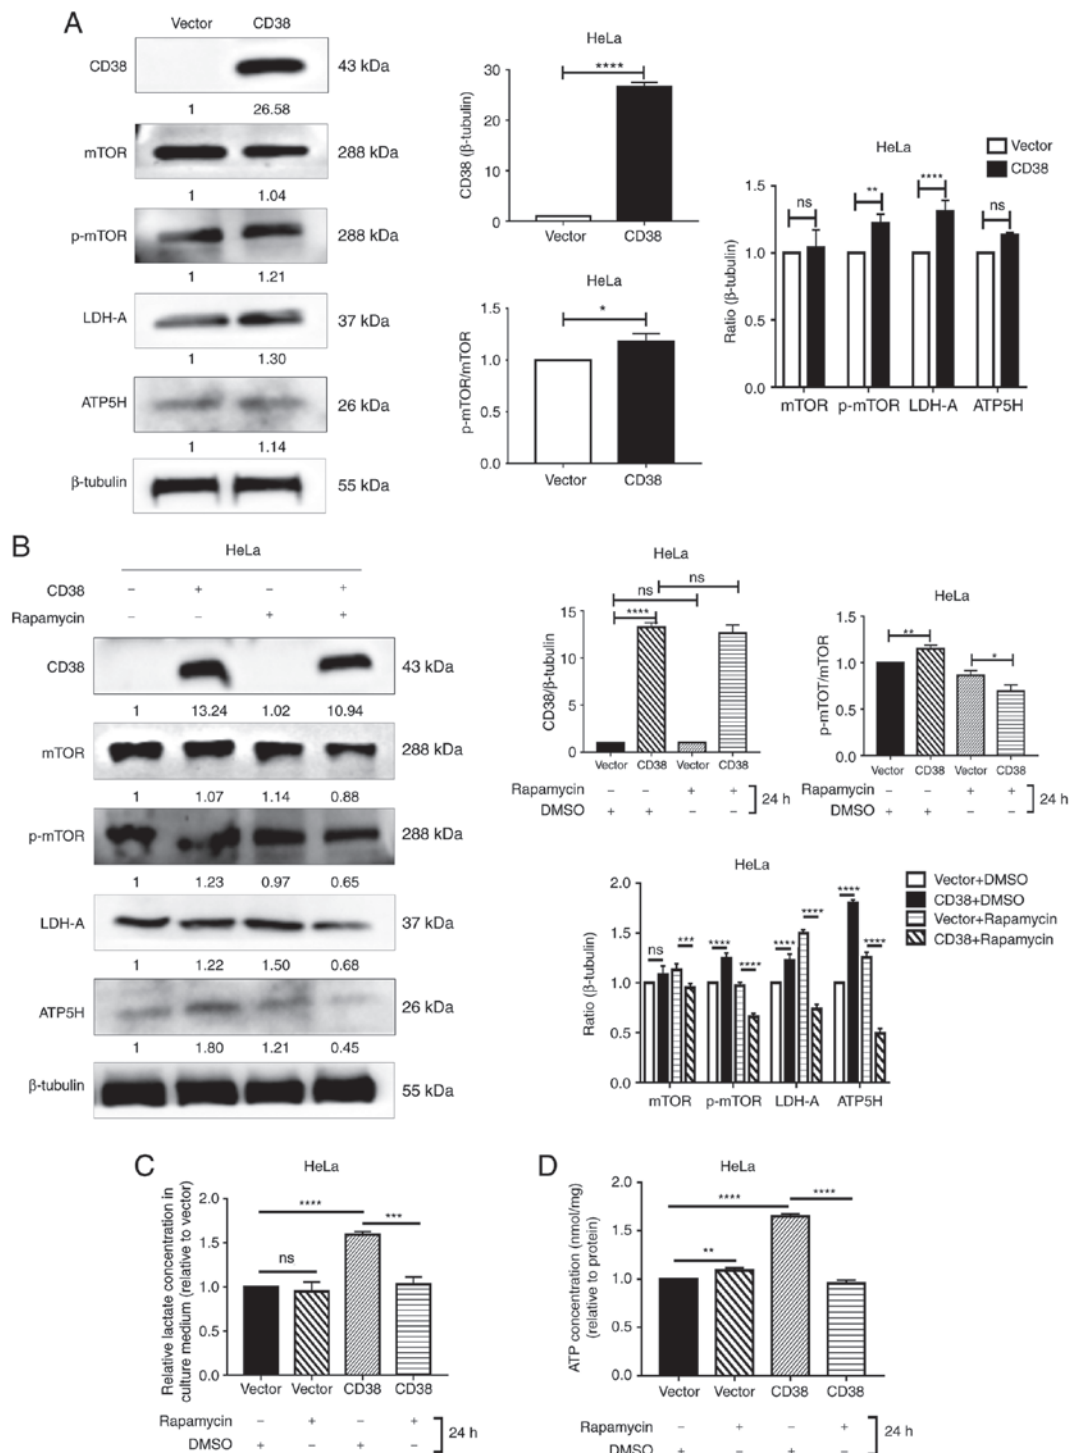 A
Vector CD38
CD38 43 kDa
1 26.58
mTOR 288 kDa
1 1.04
p-mTOR 288 kDa
1 1.21
LDH-A 37 kDa
1 1.30
ATP5H 26 kDa
1 1.14
β-tubulin 55 kDa
HeLa
CD38 (β-tubulin)
30
20
10
0
****
Vector CD38
HeLa
p-mTOR/mTOR
1.5
1.0
0.5
0.0
*
Vector CD38
HeLa
Vector
CD38
Ratio (β-tubulin)
1.5
1.0
0.5
0.0
ns ** **** ns
mTOR p-mTOR LDH-A ATP5H
B
HeLa
CD38 – + – +
Rapamycin – – + +
CD38 43 kDa
1 13.24 1.02 10.94
mTOR 288 kDa
1 1.07 1.14 0.88
p-mTOR 288 kDa
1 1.23 0.97 0.65
LDH-A 37 kDa
1 1.22 1.50 0.68
ATP5H 26 kDa
1 1.80 1.21 0.45
β-tubulin 55 kDa
HeLa
CD38/β-tubulin
15
10
5
0
ns
ns
****
Vector CD38 Vector CD38
Rapamycin – – + +
DMSO + + – –
24 h
HeLa
p-mTOT/mTOR
1.5
1.0
0.5
0.0
** *
Vector CD38 Vector CD38
Rapamycin – – + +
DMSO + + – –
24 h
HeLa
Vector+DMSO
CD38+DMSO
Vector+Rapamycin
CD38+Rapamycin
Ratio (β-tubulin)
2.0
1.5
1.0
0.5
0.0
ns *** **** **** **** **** **** ****
mTOR p-mTOR LDH-A ATP5H
C
HeLa
Relative lactate concentration in
culture medium (relative to vector)
2.0
1.5
1.0
0.5
0.0
**** ***
ns
Vector Vector CD38 CD38
Rapamycin – + – +
DMSO + – + –
24 h
D
HeLa
ATP concentration (nmol/mg)
(relative to protein)
2.0
1.5
1.0
0.5
0.0
**** ****
**
Vector Vector CD38 CD38
Rapamycin – + – +
DMSO + – + –
24 h